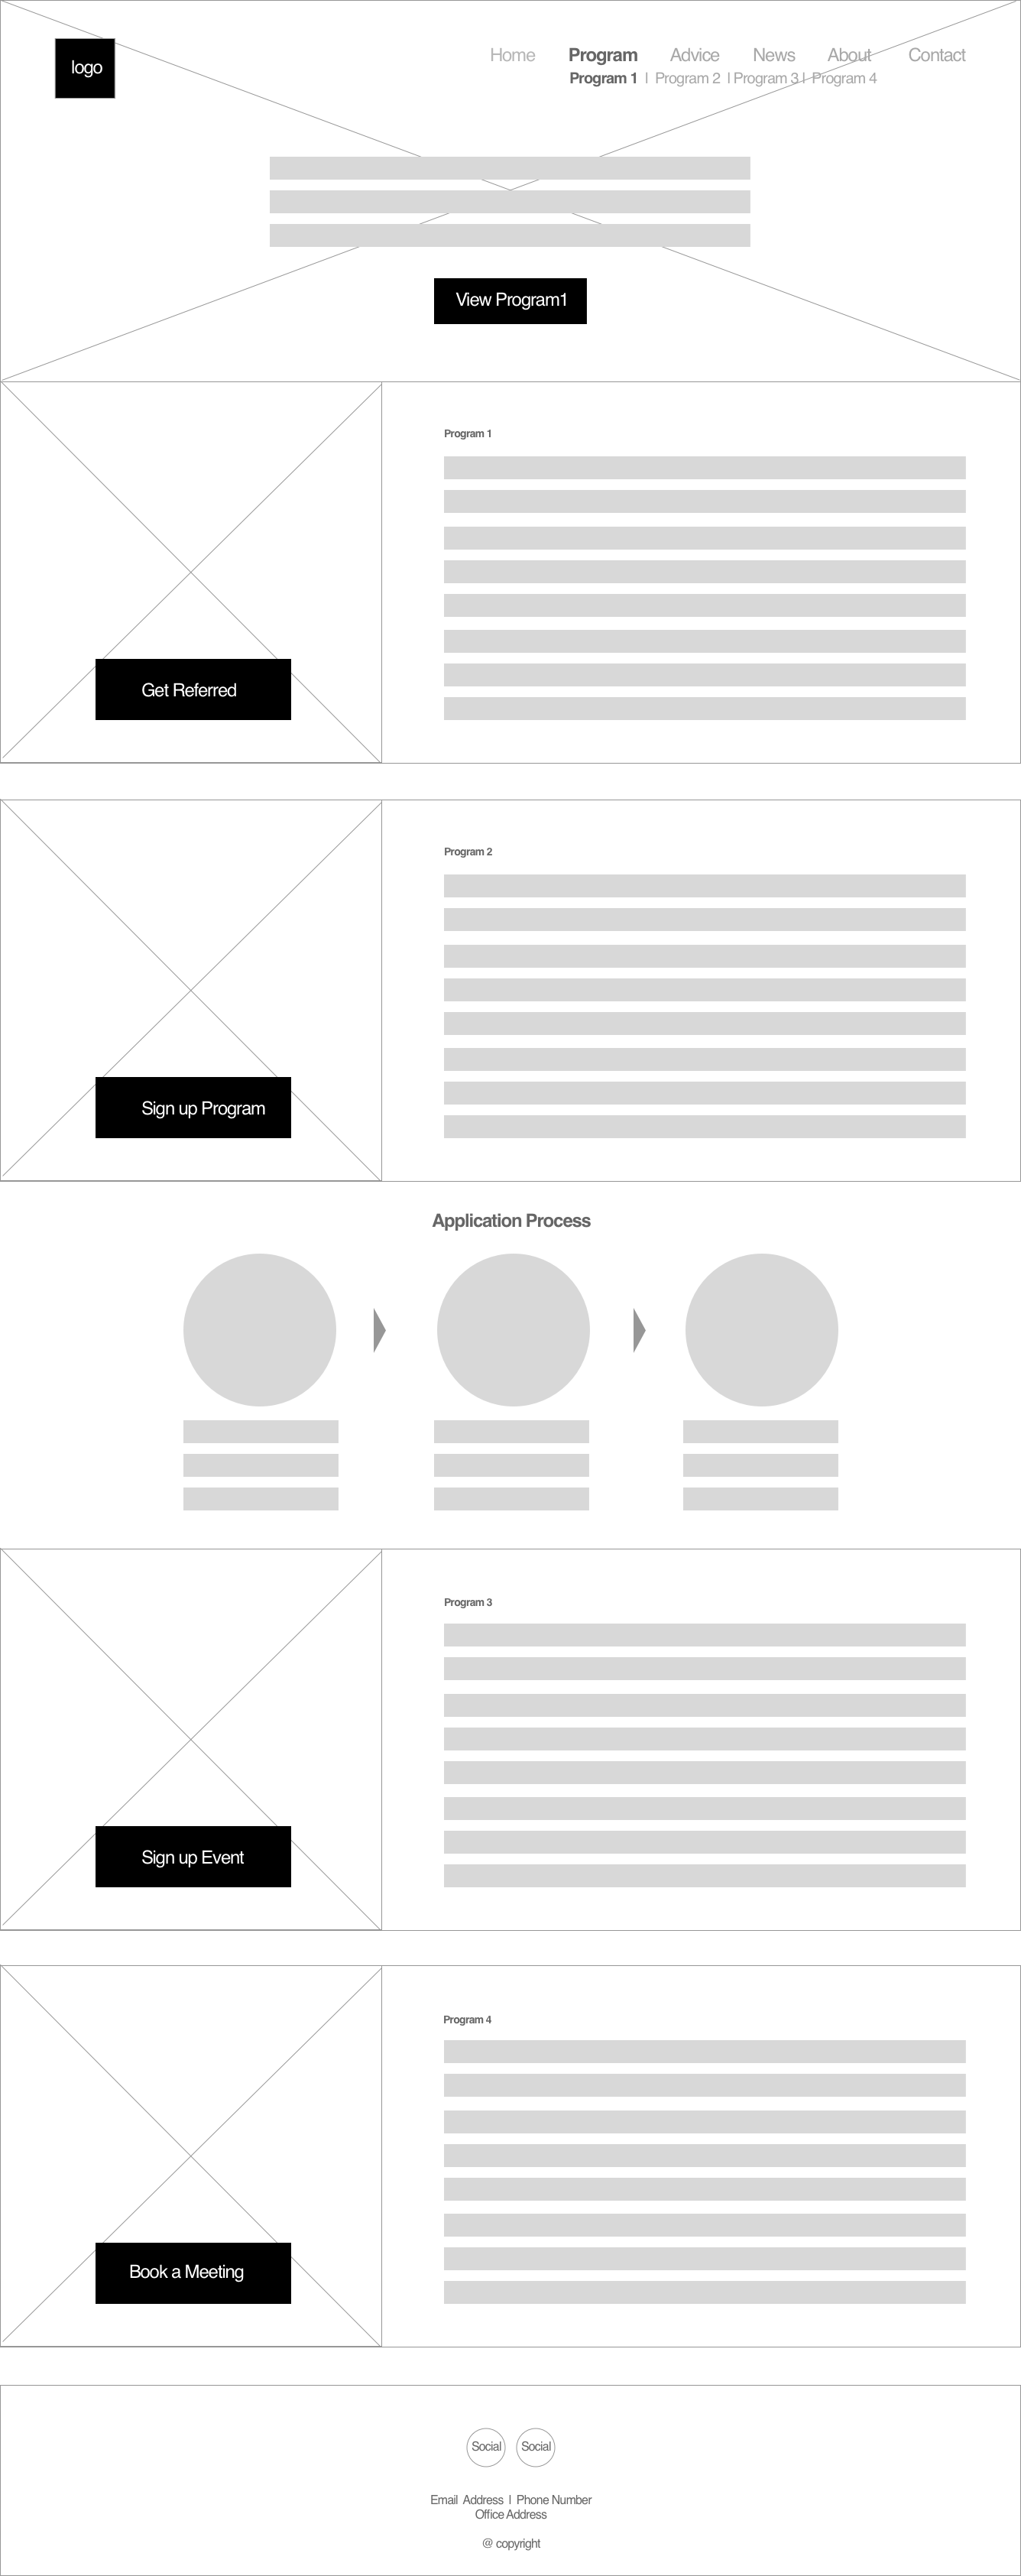 logo
Home Program Advice News About Contact
Program 1 | Program 2 | Program 3 | Program 4
View Program1
Program 1
Get Referred
Program 2
Sign up Program
Application Process
Program 3
Sign up Event
Program 4
Book a Meeting
Social Social
Email Address | Phone Number
Office Address
@ copyright